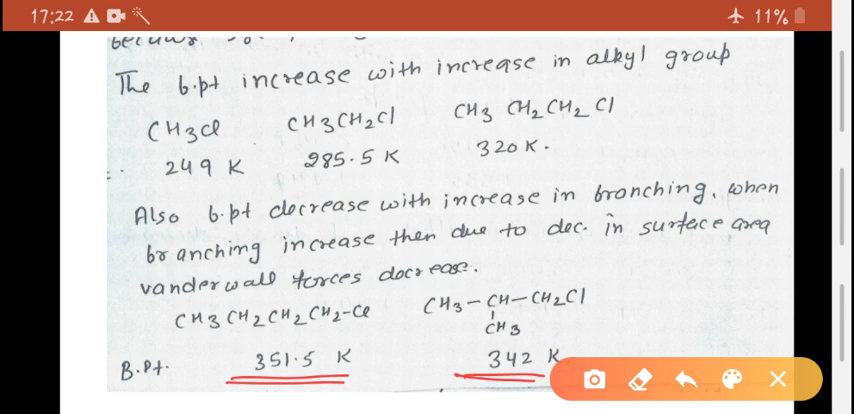 17:22 11%
The b.pt increase with increase in alkyl group
CH3Cl CH3CH2Cl CH3 CH2 CH2 Cl
249 K 285.5 K 320 K.
Also b.pt decrease with increase in branching, when
branching increase then due to dec. in surface area
vander wall forces decrease.
CH3 CH2 CH2 CH2-Cl CH3-CH-CH2Cl
CH3
B.Pt. 351.5 K 342 K